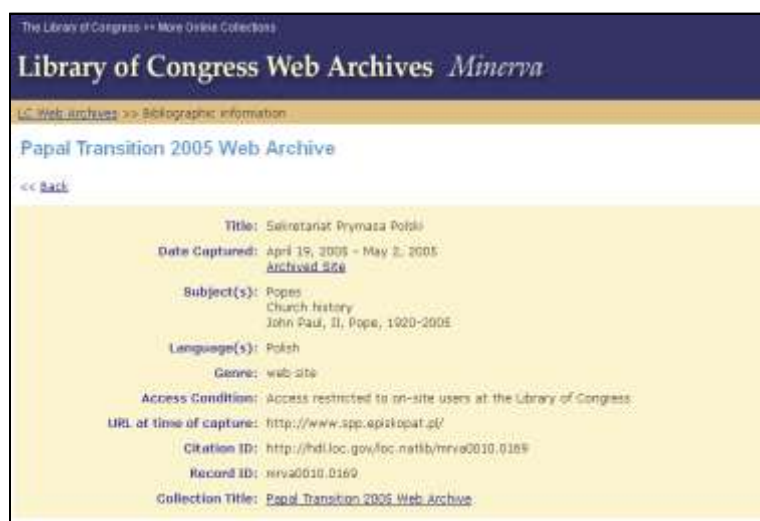 The Library of Congress >> More Online Collections
Library of Congress Web Archives Minerva
LC Web Archives >> Bibliographic information
Papal Transition 2005 Web Archive
<< Back
Title: Sekretariat Prymasa Polski
Date Captured: April 19, 2005 - May 2, 2005
Archived Site
Subject(s): Popes
Church history
John Paul, II, Pope, 1920-2005
Language(s): Polish
Genre: web site
Access Condition: Access restricted to on-site users at the Library of Congress
URL at time of capture: http://www.spp.episkopat.pl/
Citation ID: http://hdl.loc.gov/loc.natlib/mrva0010.0169
Record ID: mrva0010.0169
Collection Title: Papal Transition 2005 Web Archive